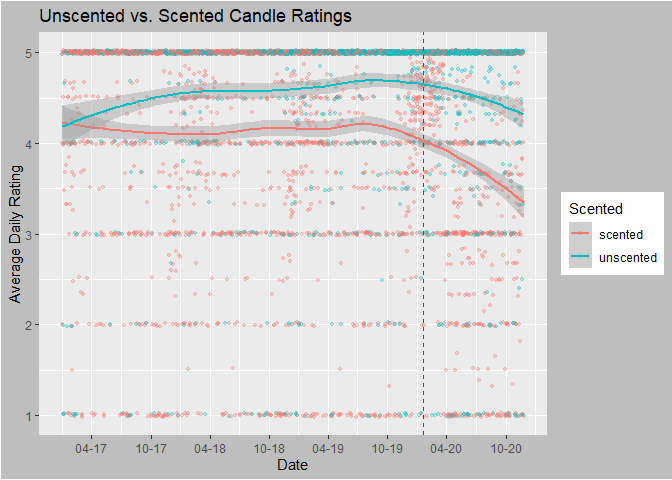 Unscented vs. Scented Candle Ratings
Average Daily Rating
5
4
3
2
1
04-17 10-17 04-18 10-18 04-19 10-19 04-20 10-20
Date
Scented
scented
unscented